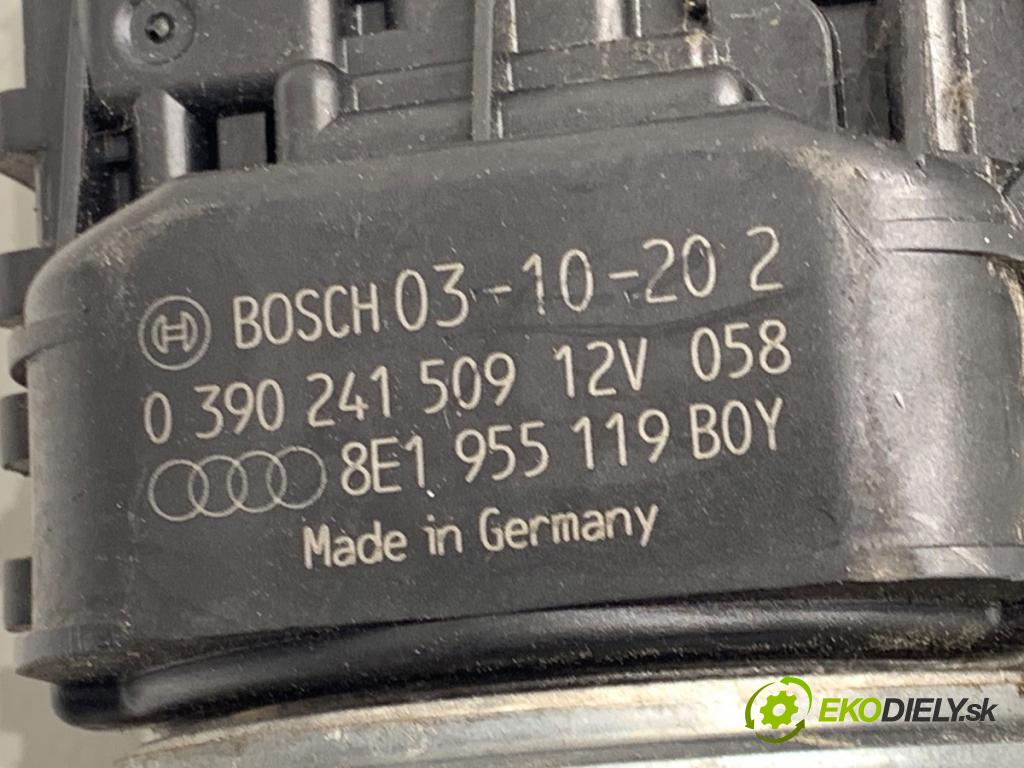 BOSCH 03-10-20 2
0 390 241 509 12V 058
8E1 955 119 BOY
Made in Germany
EKODIELY.sk